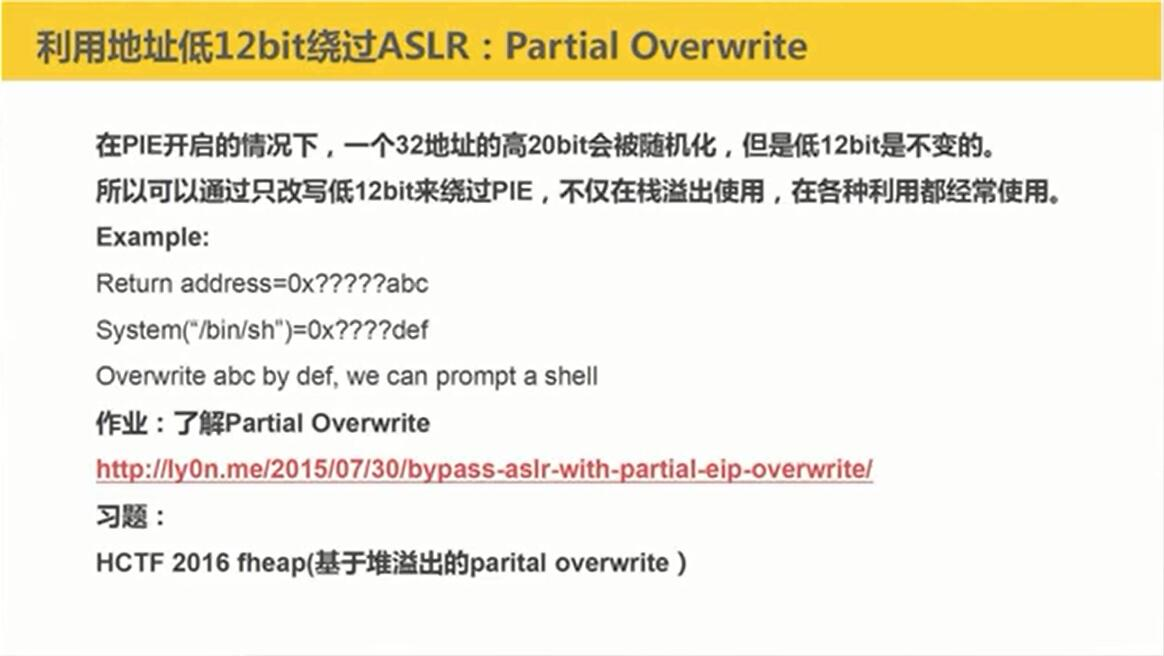 利用地址低12bit绕过ASLR：Partial Overwrite
在PIE开启的情况下，一个32地址的高20bit会被随机化，但是低12bit是不变的。
所以可以通过只改写低12bit来绕过PIE，不仅在栈溢出使用，在各种利用都经常使用。
Example:
Return address=0x?????abc
System(“/bin/sh”)=0x????def
Overwrite abc by def, we can prompt a shell
作业：了解Partial Overwrite
http://ly0n.me/2015/07/30/bypass-aslr-with-partial-eip-overwrite/
习题：
HCTF 2016 fheap(基于堆溢出的parital overwrite）